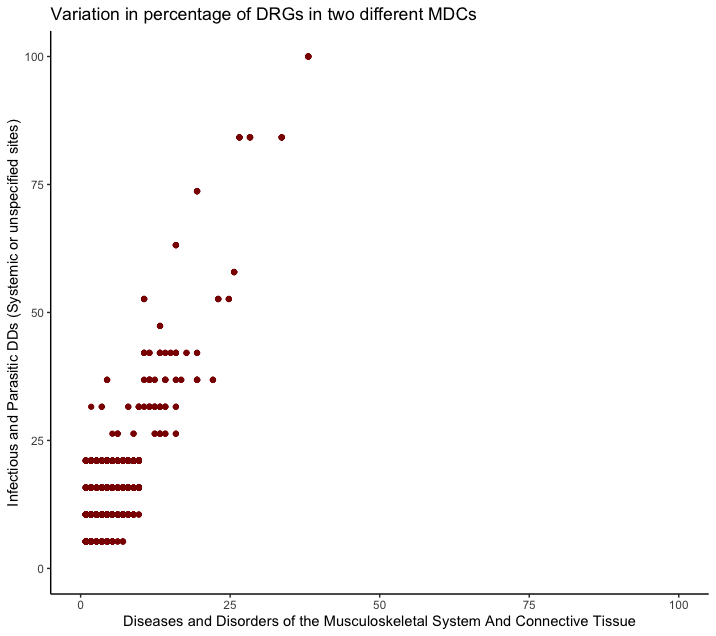 Variation in percentage of DRGs in two different MDCs
Infectious and Parasitic DDs (Systemic or unspecified sites)
100
75
50
25
0
0 25 50 75 100
Diseases and Disorders of the Musculoskeletal System And Connective Tissue